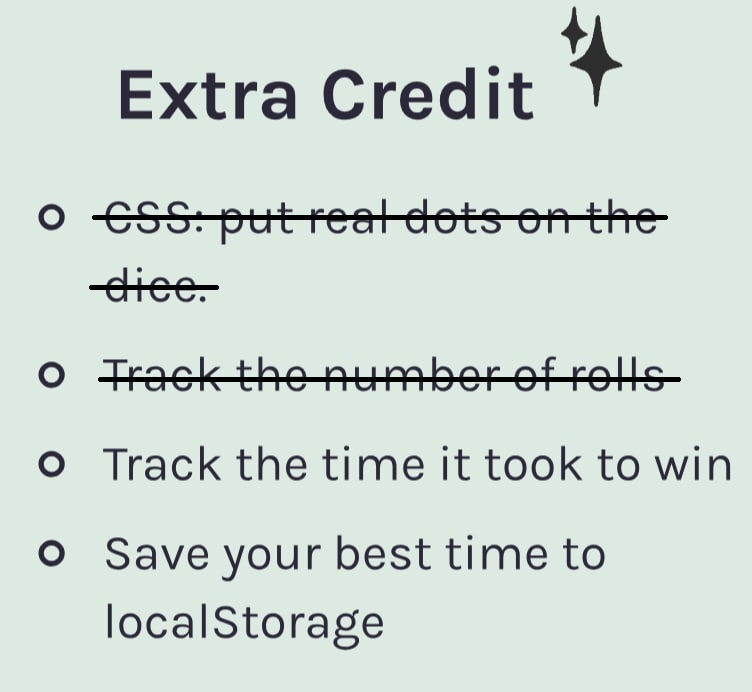 Extra Credit
CSS: put real dots on the
dice.
Track the number of rolls
Track the time it took to win
Save your best time to
localStorage